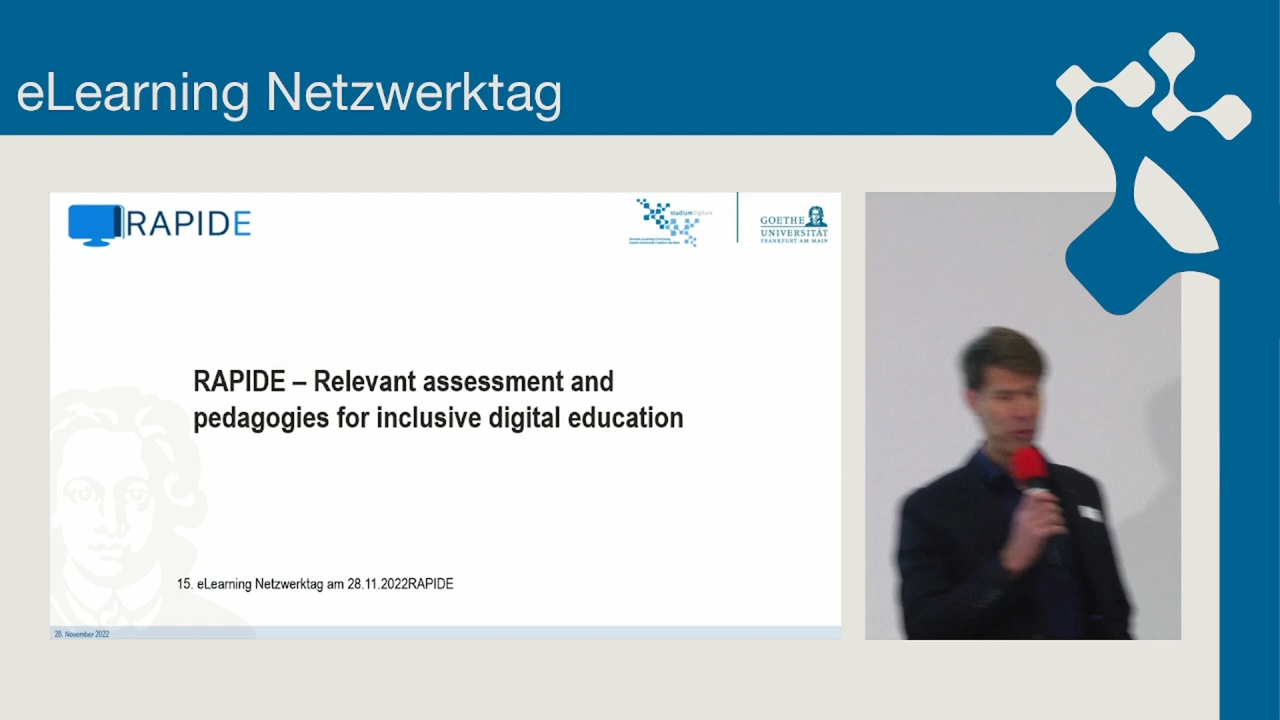 eLearning Netzwerktag
RAPIDE
studiumdigitale
GOETHE
UNIVERSITÄT
FRANKFURT AM MAIN
RAPIDE – Relevant assessment and
pedagogies for inclusive digital education
15. eLearning Netzwerktag am 28.11.2022RAPIDE
28. November 2022